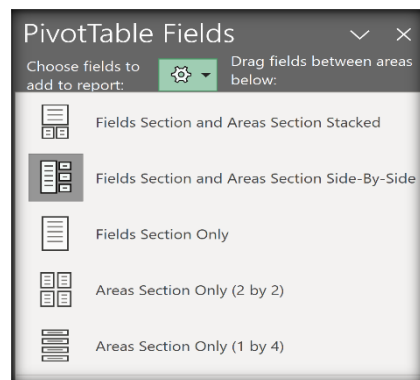 PivotTable Fields
Choose fields to
add to report:
Drag fields between areas
below:
Fields Section and Areas Section Stacked
Fields Section and Areas Section Side-By-Side
Fields Section Only
Areas Section Only (2 by 2)
Areas Section Only (1 by 4)